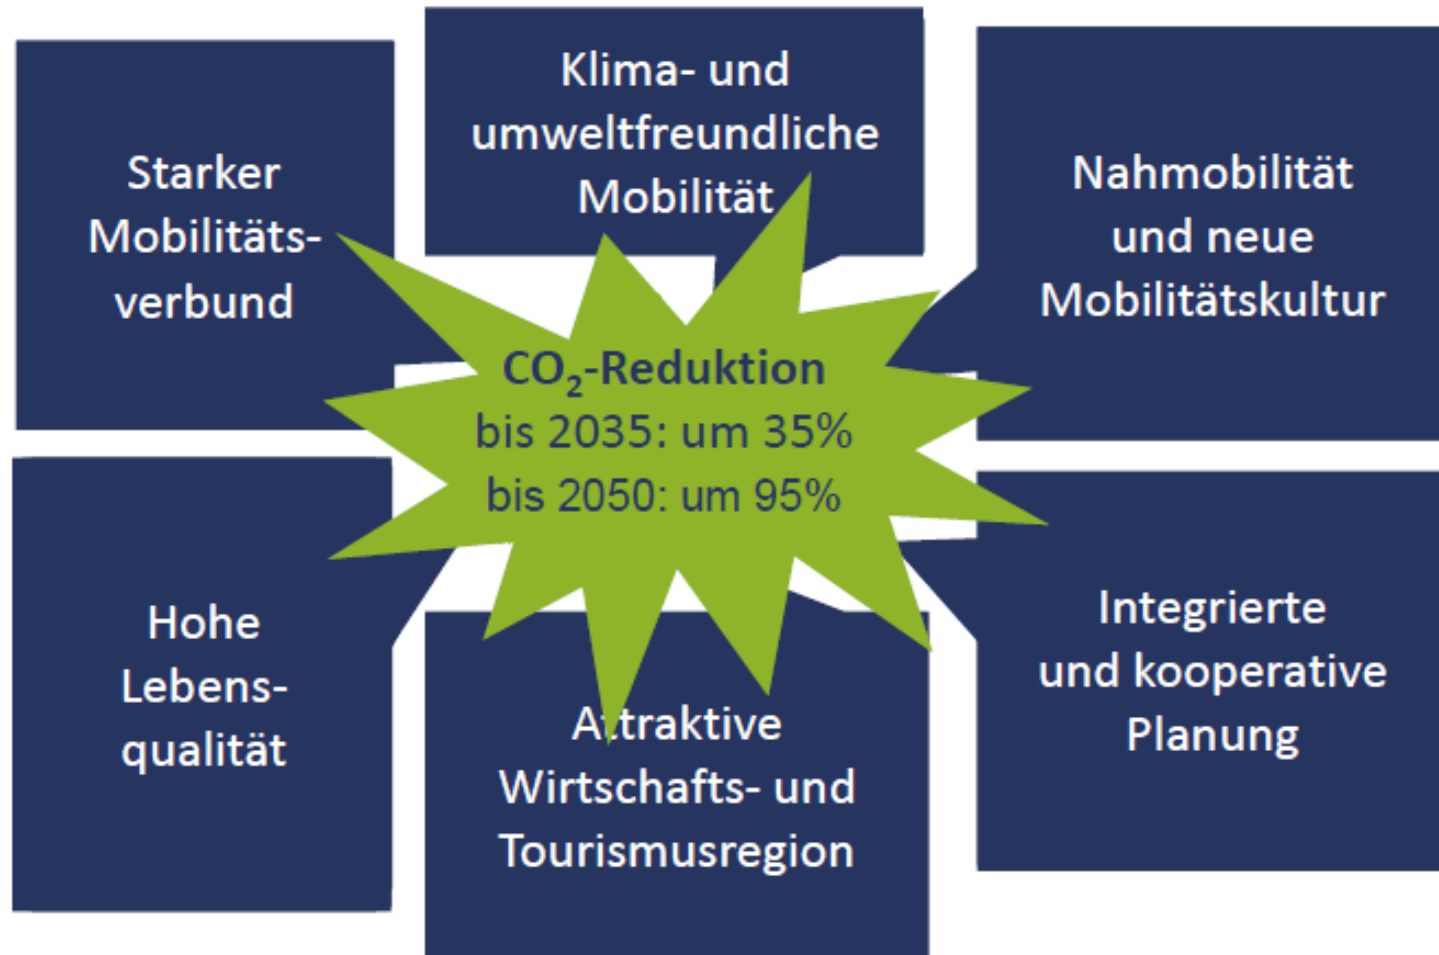 Starker
Mobilitäts-
verbund
Klima- und
umweltfreundliche
Mobilität
Nahmobilität
und neue
Mobilitätskultur
CO₂-Reduktion
bis 2035: um 35%
bis 2050: um 95%
Hohe
Lebens-
qualität
Attraktive
Wirtschafts- und
Tourismusregion
Integrierte
und kooperative
Planung